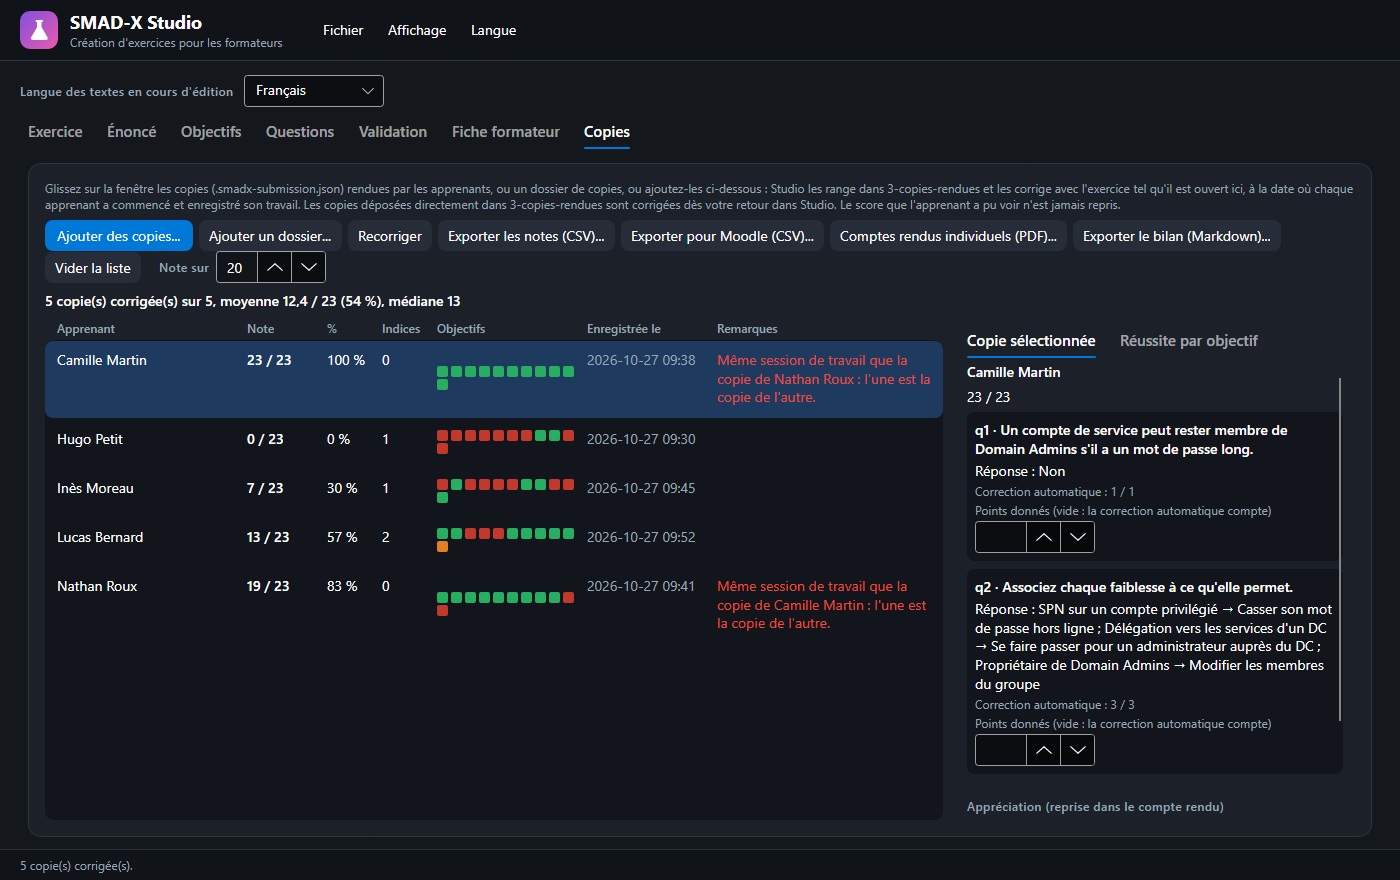 SMAD-X Studio
Création d'exercices pour les formateurs
Fichier Affichage Langue
Langue des textes en cours d'édition Français
Exercice Énoncé Objectifs Questions Validation Fiche formateur Copies
Glissez sur la fenêtre les copies (.smadx-submission.json) rendues par les apprenants, ou un dossier de copies, ou ajoutez-les ci-dessous : Studio les range dans 3-copies-rendues et les corrige avec l'exercice tel qu'il est ouvert ici, à la date où chaque
apprenant a commencé et enregistré son travail. Les copies déposées directement dans 3-copies-rendues sont corrigées dès votre retour dans Studio. Le score que l'apprenant a pu voir n'est jamais repris.
Ajouter des copies... Ajouter un dossier... Recorriger Exporter les notes (CSV)... Exporter pour Moodle (CSV)... Comptes rendus individuels (PDF)... Exporter le bilan (Markdown)...
Vider la liste Note sur 20
5 copie(s) corrigée(s) sur 5, moyenne 12,4 / 23 (54 %), médiane 13
Apprenant Note % Indices Objectifs Enregistrée le Remarques
Camille Martin 23 / 23 100 % 0 2026-10-27 09:38 Même session de travail que la
copie de Nathan Roux : l'une est la
copie de l'autre.
Hugo Petit 0 / 23 0 % 1 2026-10-27 09:30
Inès Moreau 7 / 23 30 % 1 2026-10-27 09:45
Lucas Bernard 13 / 23 57 % 2 2026-10-27 09:52
Nathan Roux 19 / 23 83 % 0 2026-10-27 09:41 Même session de travail que la
copie de Camille Martin : l'une est
la copie de l'autre.
Copie sélectionnée Réussite par objectif
Camille Martin
23 / 23
q1 · Un compte de service peut rester membre de
Domain Admins s'il a un mot de passe long.
Réponse : Non
Correction automatique : 1 / 1
Points donnés (vide : la correction automatique compte)
q2 · Associez chaque faiblesse à ce qu'elle permet.
Réponse : SPN sur un compte privilégié → Casser son mot
de passe hors ligne ; Délégation vers les services d'un DC
→ Se faire passer pour un administrateur auprès du DC ;
Propriétaire de Domain Admins → Modifier les membres
du groupe
Correction automatique : 3 / 3
Points donnés (vide : la correction automatique compte)
Appréciation (reprise dans le compte rendu)
5 copie(s) corrigée(s).